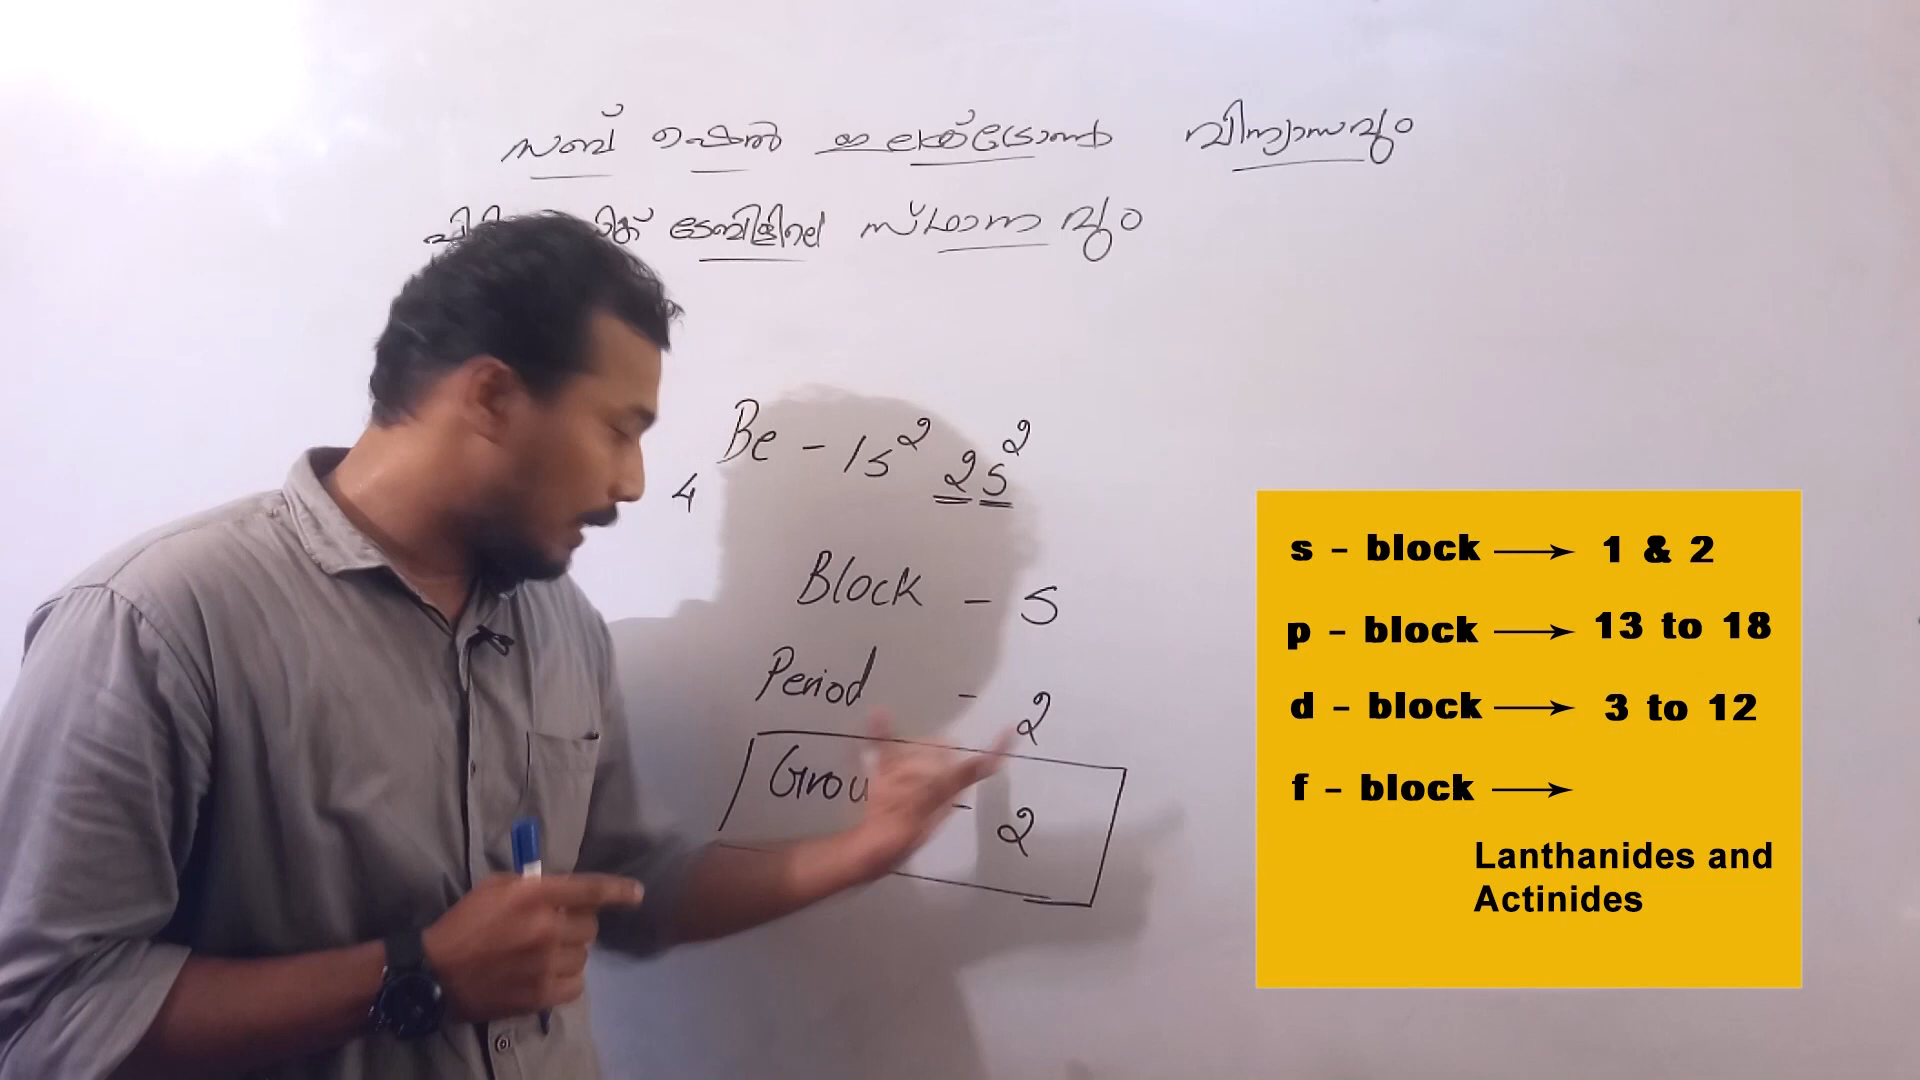 സബ് ഷെൽ ഇലക്ട്രോൺ വിന്യാസവും
ടേബിളിലെ സ്ഥാനവും
4 Be - 1s² 2s²
Block - S
Period - 2
- 2
s - block → 1 & 2
p - block → 13 to 18
d - block → 3 to 12
f - block →
Lanthanides and
Actinides